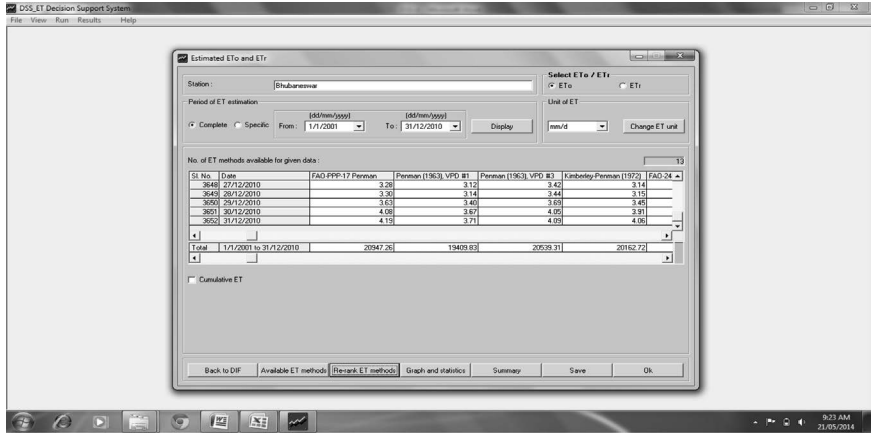 DSS_ET Decision Support System
File View Run Results Help
Estimated ETo and ETr
Station : Bhubaneswar
Select ETo / ETr
ETo ETr
Period of ET estimation
Complete Specific From : (dd/mm/yyyy) 1/1/2001 To : (dd/mm/yyyy) 31/12/2010 Display
Unit of ET
mm/d Change ET unit
No. of ET methods available for given data : 13
Sl. No. Date FAO-PPP-17 Penman Penman (1963), VPD #1 Penman (1963), VPD #3 Kimberley-Penman (1972) FAO-24
3648 27/12/2010 3.28 3.12 3.42 3.14
3649 28/12/2010 3.30 3.14 3.44 3.15
3650 29/12/2010 3.63 3.40 3.69 3.45
3651 30/12/2010 4.08 3.67 4.05 3.91
3652 31/12/2010 4.19 3.71 4.09 4.06
Total 1/1/2001 to 31/12/2010 20947.26 19409.83 20539.31 20162.72
Cumulative ET
Back to DIF Available ET methods Re-rank ET methods Graph and statistics Summary Save Ok
9:23 AM
21/05/2014